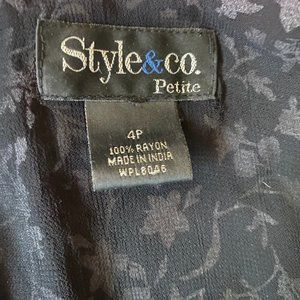 Style&co.
Petite
4P
100% RAYON
MADE IN INDIA
WPL8046